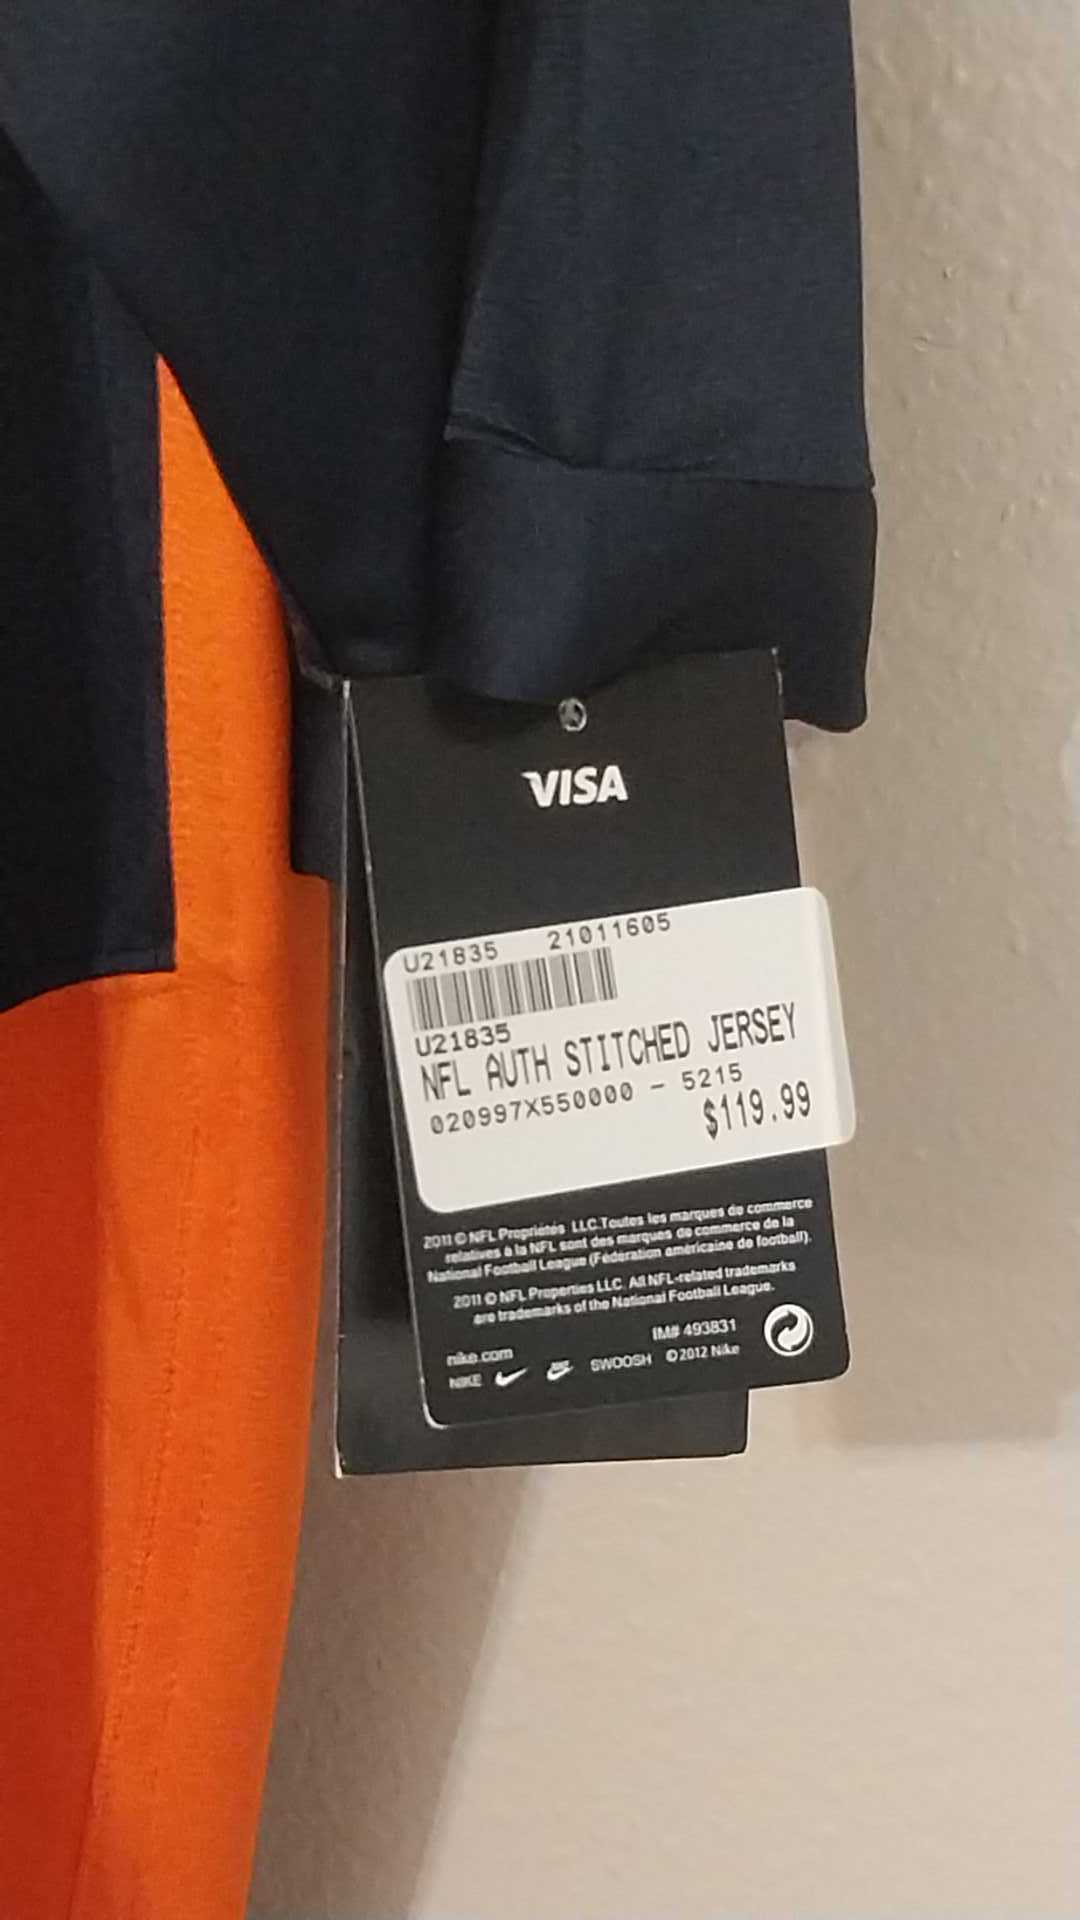 VISA
U21835 21011605
U21835
NFL AUTH STITCHED JERSEY
020997X550000 - 5215
$119.99
2011 © NFL Propriétés LLC.Toutes les marques de commerce
relatives à la NFL sont des marques de commerce de la
National Football League (Fédération américaine de football).
2011 © NFL Properties LLC. All NFL-related trademarks
are trademarks of the National Football League.
IM# 493831
nike.com
NIKE SWOOSH ©2012 Nike